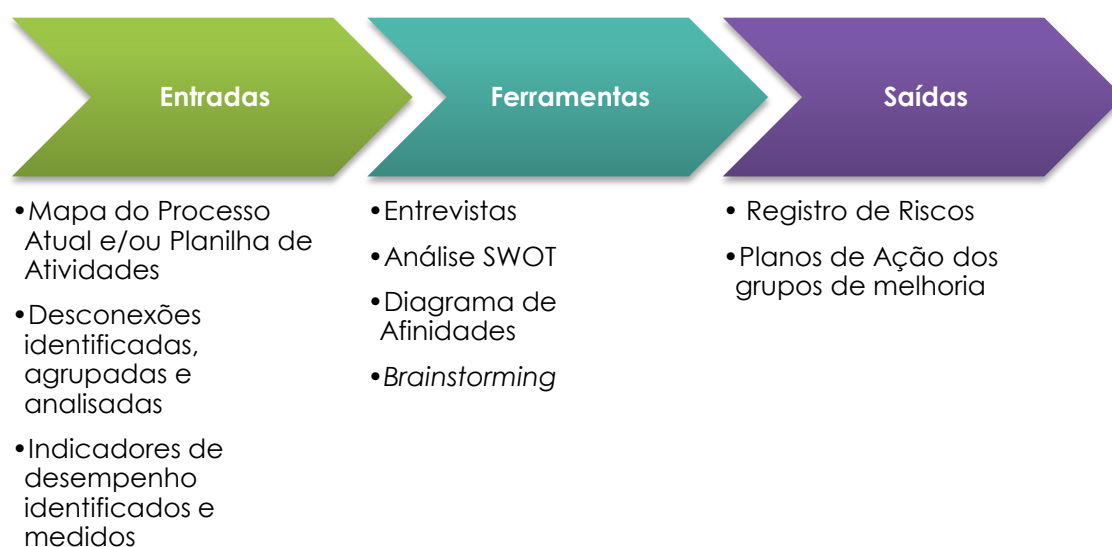 Entradas
Ferramentas
Saídas
•Mapa do Processo
Atual e/ou Planilha de
Atividades
•Desconexões
identificadas,
agrupadas e
analisadas
•Indicadores de
desempenho
identificados e
medidos
•Entrevistas
•Análise SWOT
•Diagrama de
Afinidades
•Brainstorming
• Registro de Riscos
•Planos de Ação dos
grupos de melhoria